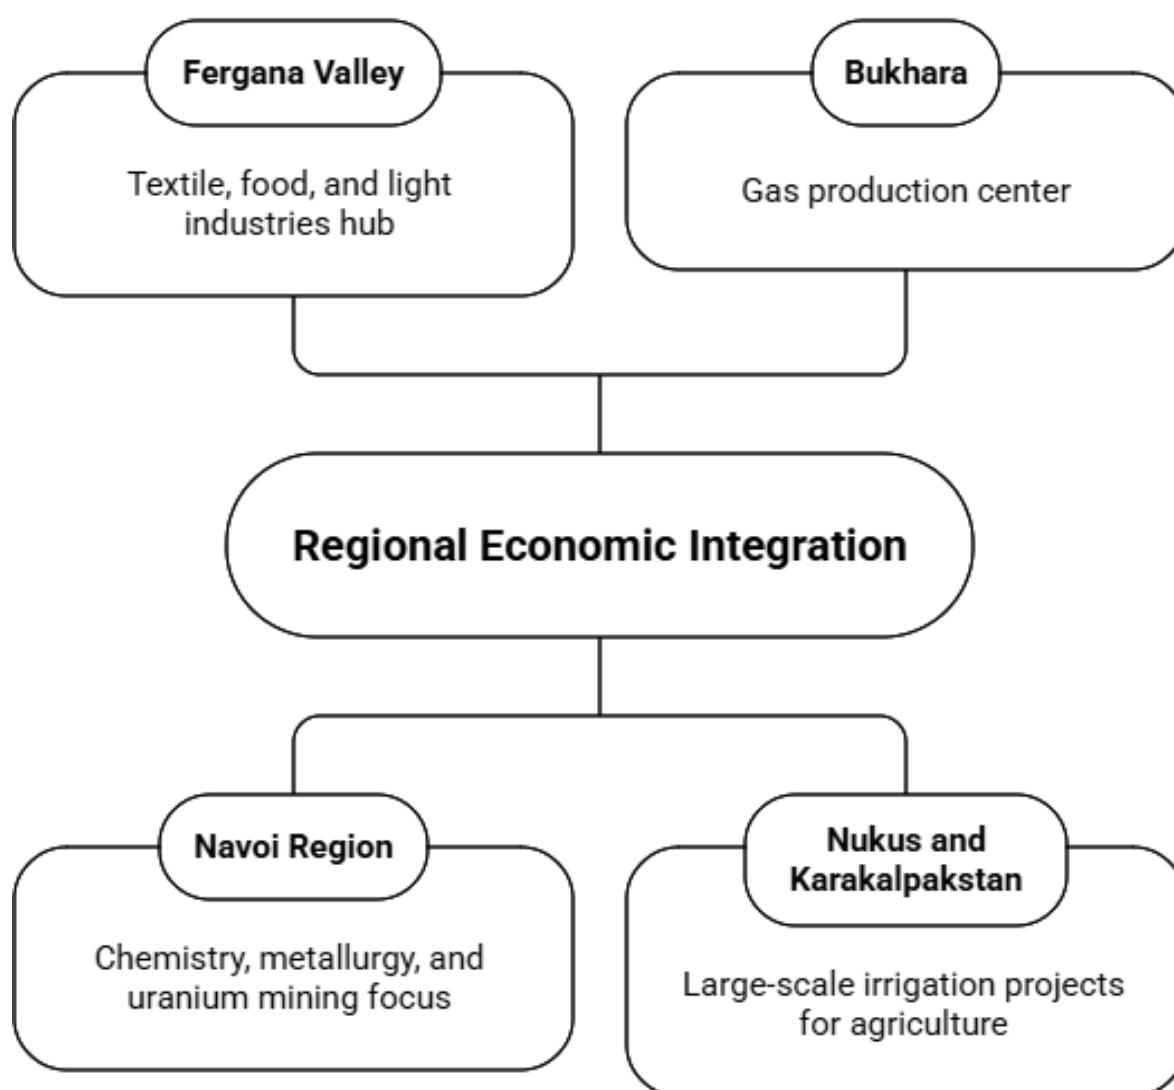 Fergana Valley
Textile, food, and light
industries hub
Bukhara
Gas production center
Regional Economic Integration
Navoi Region
Chemistry, metallurgy, and
uranium mining focus
Nukus and
Karakalpakstan
Large-scale irrigation projects
for agriculture